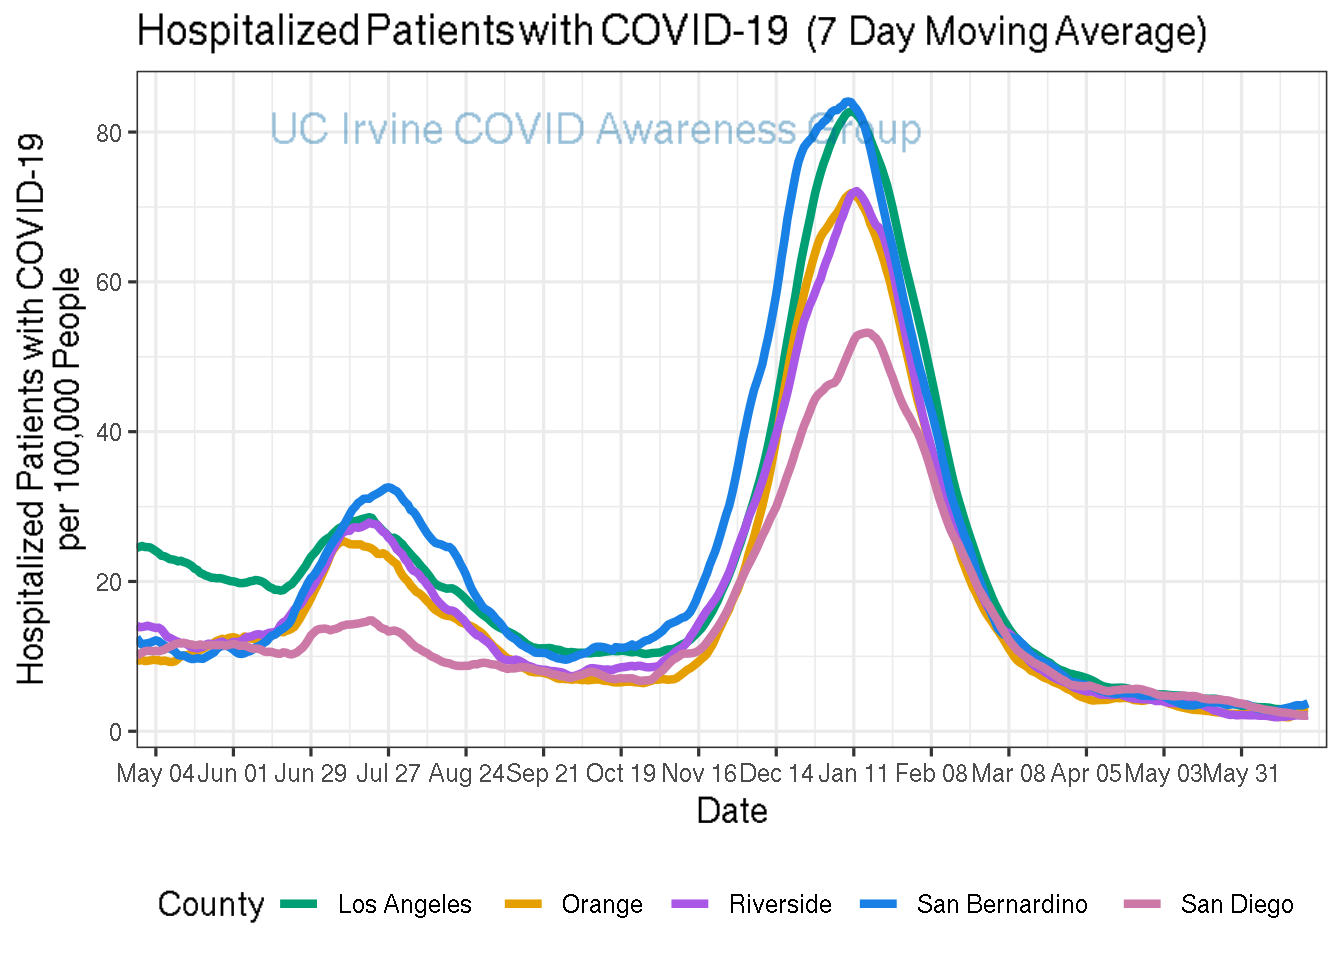 Hospitalized Patients with COVID-19 (7 Day Moving Average)
UC Irvine COVID Awareness Group
Hospitalized Patients with COVID-19
per 100,000 People
80
60
40
20
0
May 04 Jun 01 Jun 29 Jul 27 Aug 24 Sep 21 Oct 19 Nov 16 Dec 14 Jan 11 Feb 08 Mar 08 Apr 05 May 03 May 31
Date
County Los Angeles Orange Riverside San Bernardino San Diego